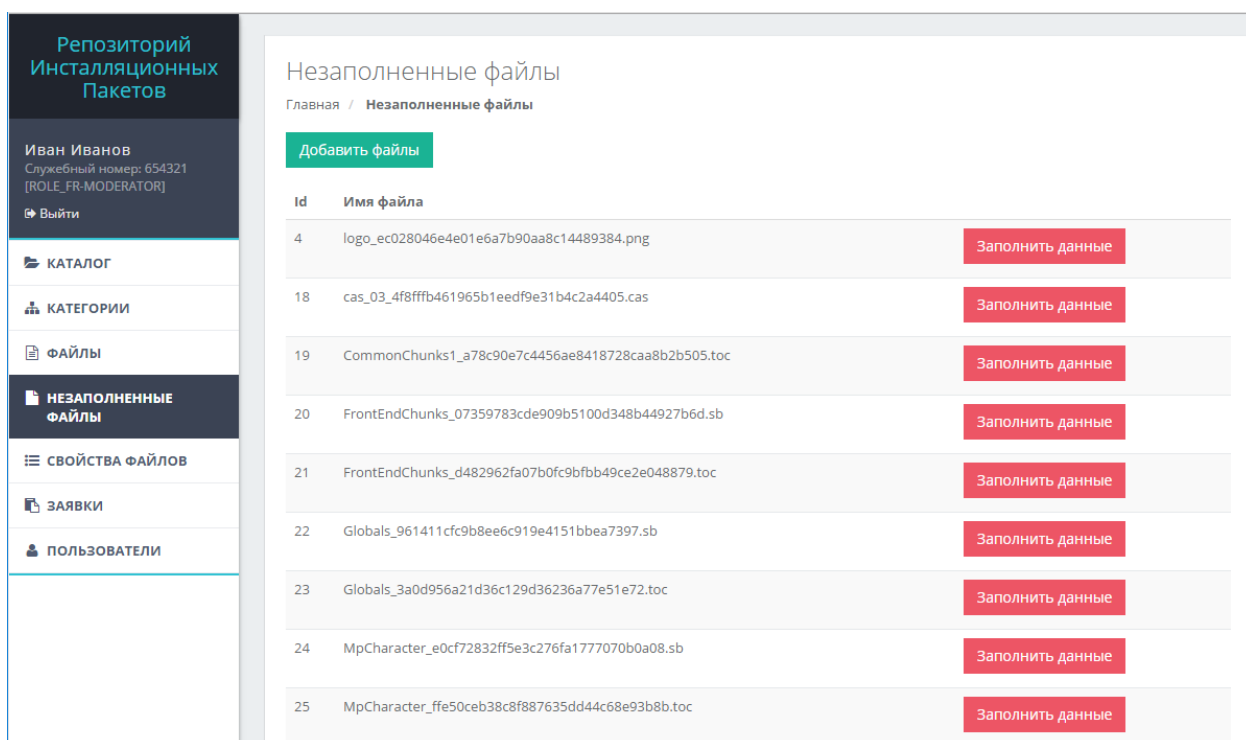 Репозиторий
Инсталляционных
Пакетов
Иван Иванов
Служебный номер: 654321
[ROLE_FR-MODERATOR]
Выйти
КАТАЛОГ
КАТЕГОРИИ
ФАЙЛЫ
НЕЗАПОЛНЕННЫЕ
ФАЙЛЫ
СВОЙСТВА ФАЙЛОВ
ЗАЯВКИ
ПОЛЬЗОВАТЕЛИ
Незаполненные файлы
Главная / Незаполненные файлы
Добавить файлы
Id Имя файла
4 logo_ec028046e4e01e6a7b90aa8c14489384.png Заполнить данные
18 cas_03_4f8fffb461965b1eedf9e31b4c2a4405.cas Заполнить данные
19 CommonChunks1_a78c90e7c4456ae8418728caa8b2b505.toc Заполнить данные
20 FrontEndChunks_07359783cde909b5100d348b44927b6d.sb Заполнить данные
21 FrontEndChunks_d482962fa07b0fc9bfbb49ce2e048879.toc Заполнить данные
22 Globals_961411cfc9b8ee6c919e4151bbea7397.sb Заполнить данные
23 Globals_3a0d956a21d36c129d36236a77e51e72.toc Заполнить данные
24 MpCharacter_e0cf72832ff5e3c276fa1777070b0a08.sb Заполнить данные
25 MpCharacter_ffe50ceb38c8f887635dd44c68e93b8b.toc Заполнить данные